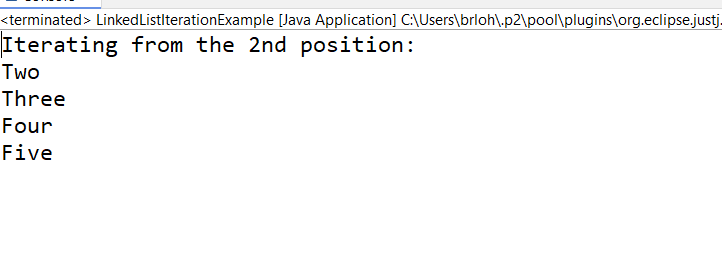 <terminated> LinkedListIterationExample [Java Application] C:\Users\brloh\.p2\pool\plugins\org.eclipse.justj.
Iterating from the 2nd position:
Two
Three
Four
Five